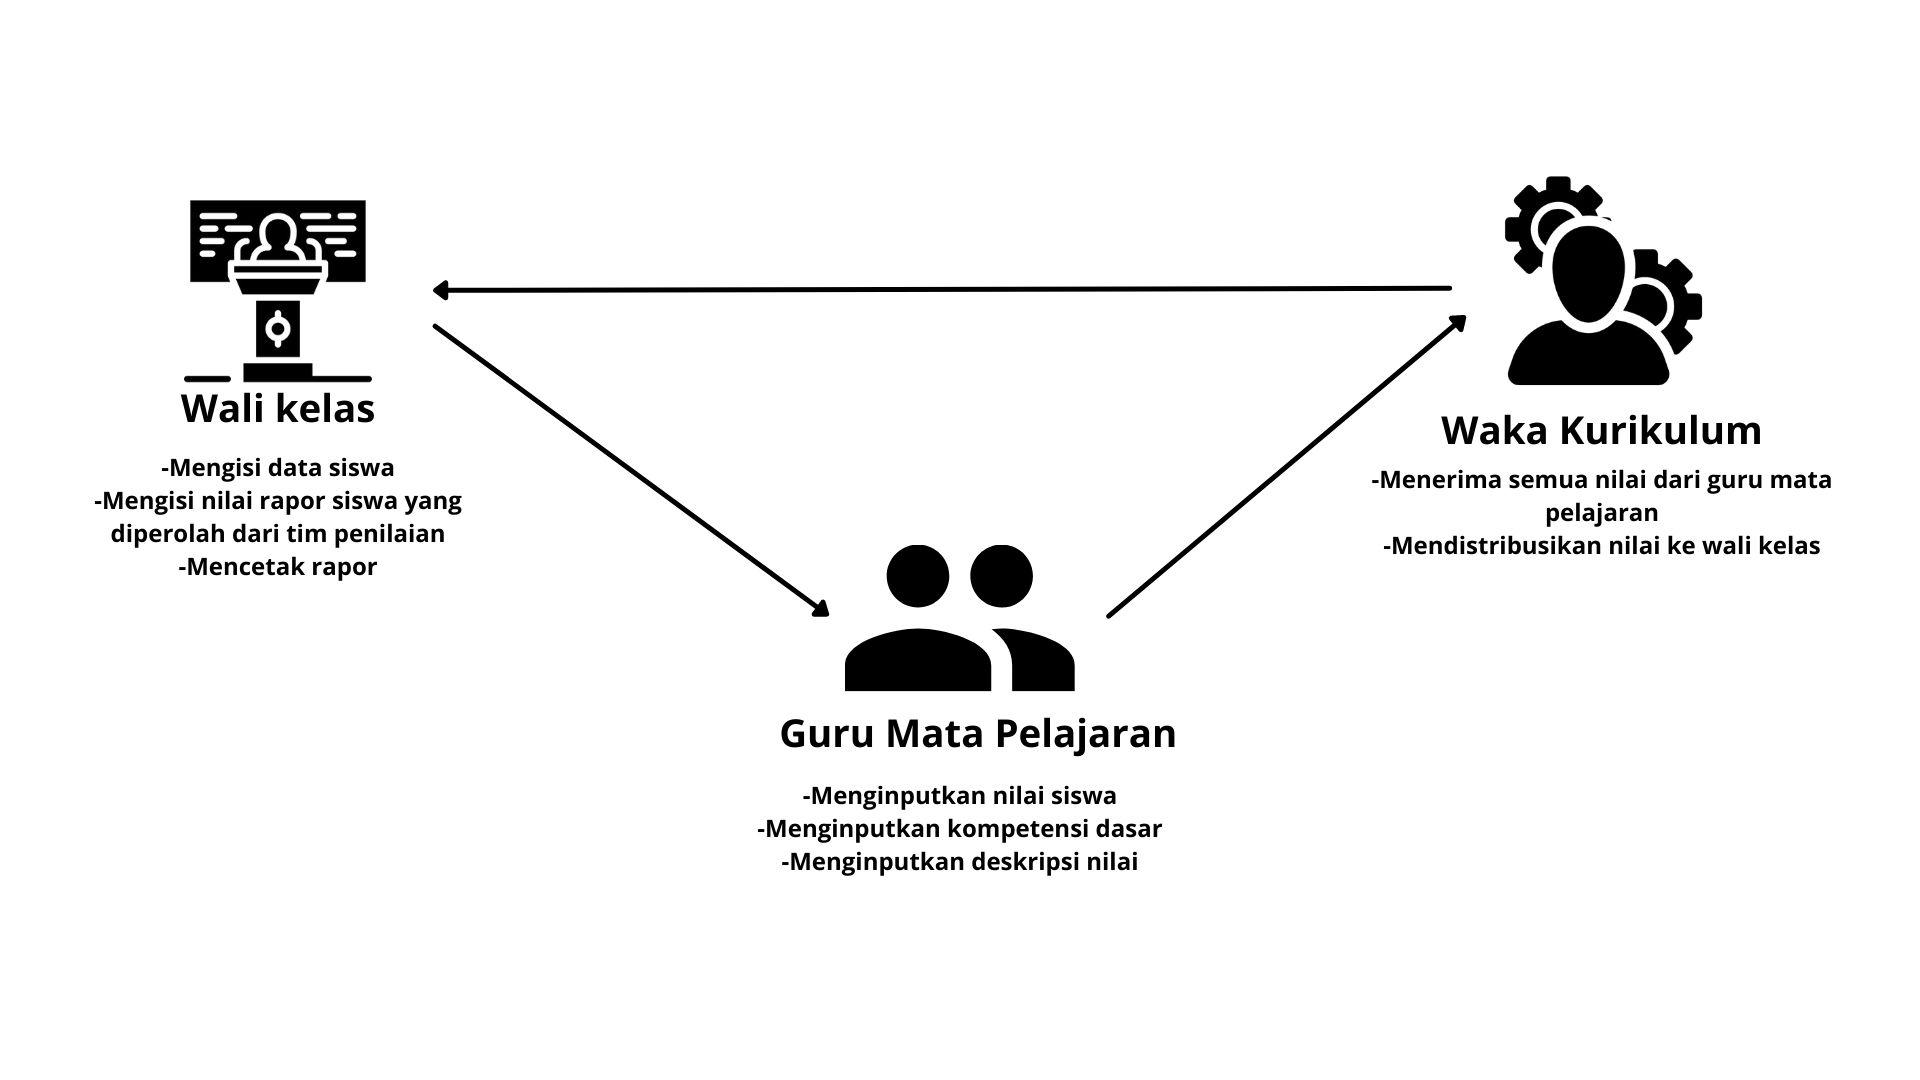 Wali kelas
-Mengisi data siswa
-Mengisi nilai rapor siswa yang
diperolah dari tim penilaian
-Mencetak rapor
Waka Kurikulum
-Menerima semua nilai dari guru mata
pelajaran
-Mendistribusikan nilai ke wali kelas
Guru Mata Pelajaran
-Menginputkan nilai siswa
-Menginputkan kompetensi dasar
-Menginputkan deskripsi nilai